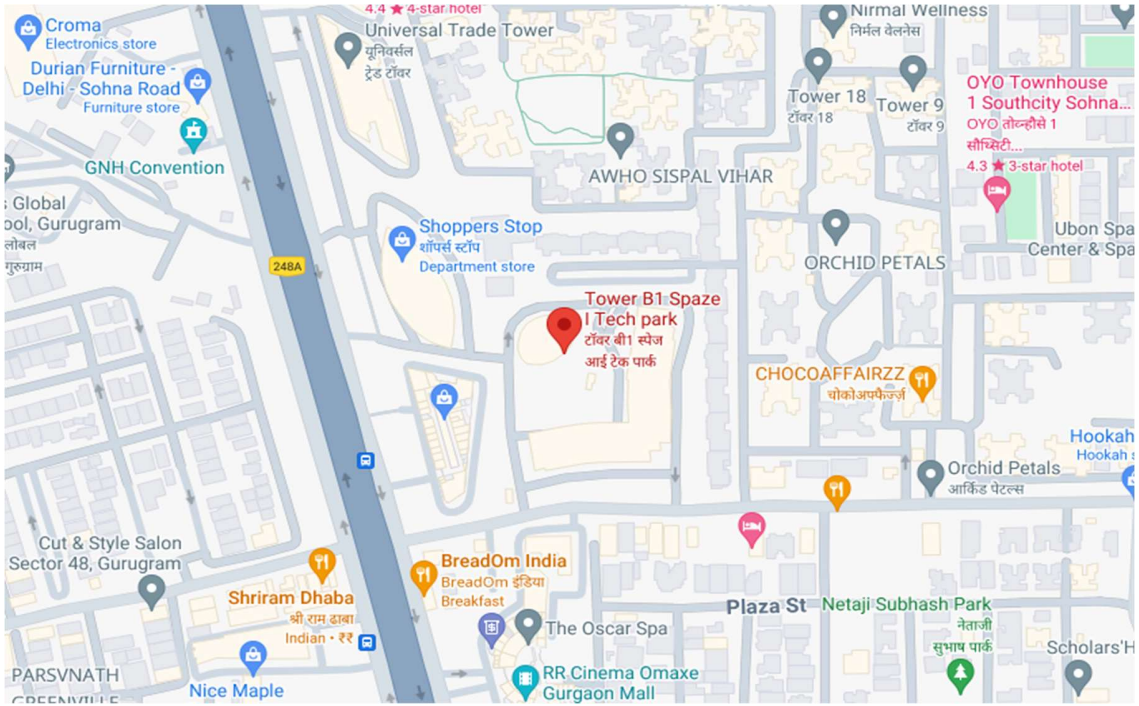 4.4 ★ 4-star hotel
Croma
Electronics store
Universal Trade Tower
यूनिवर्सल
ट्रेड टॉवर
Nirmal Wellness
निर्मल वेलनेस
Durian Furniture -
Delhi - Sohna Road
Furniture store
Tower 18
टॉवर 18
Tower 9
टॉवर 9
OYO Townhouse
1 Southcity Sohna...
OYO तोव्न्हौसे 1
सौथ्सिटी...
4.3 ★ 3-star hotel
GNH Convention
AWHO SISPAL VIHAR
s Global
ool, Gurugram
लोबल
गुरुग्राम
Shoppers Stop
शॉपर्स स्टॉप
Department store
Ubon Spa
Center & Spa
ORCHID PETALS
248A
Tower B1 Spaze
I Tech park
टॉवर बी1 स्पेज
आई टेक पार्क
CHOCOAFFAIRZZ
चोकोअफ्फैर्ज़्ज़
Hookah
Hookah s
Orchid Petals
आर्किड पेटल्स
Cut & Style Salon
Sector 48, Gurugram
BreadOm India
BreadOm इंडिया
Breakfast
Shriram Dhaba
श्री राम ढाबा
Indian • ₹₹
Plaza St
Netaji Subhash Park
नेताजी
सुभाष पार्क
The Oscar Spa
Scholars'H
PARSVNATH
GREENVILLE
Nice Maple
RR Cinema Omaxe
Gurgaon Mall